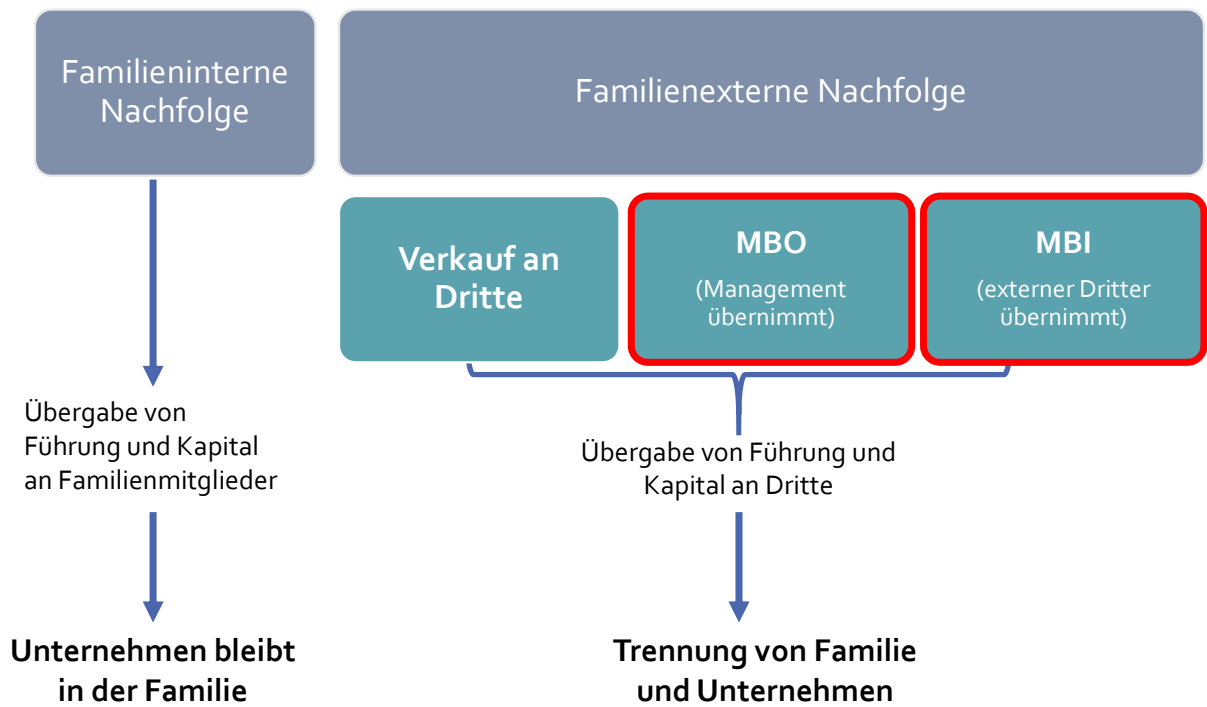 Familieninterne
Nachfolge
Familienexterne Nachfolge
Verkauf an
Dritte
MBO
(Management
übernimmt)
MBI
(externer Dritter
übernimmt)
Übergabe von
Führung und Kapital
an Familienmitglieder
Übergabe von Führung und
Kapital an Dritte
Unternehmen bleibt
in der Familie
Trennung von Familie
und Unternehmen